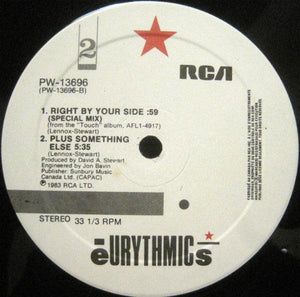 2
RCA
PW-13696
(PW-13696-B)
1. RIGHT BY YOUR SIDE :59
(SPECIAL MIX)
(from the "Touch" album, AFL1-4917)
(Lennox-Stewart)
2. PLUS SOMETHING
ELSE 5:35
(Lennox-Stewart)
Produced by David A. Stewart
Engineered by Jon Bavin
Publisher: Sunbury Music
Canada Ltd. (CAPAC)
℗ 1983 RCA LTD.
STEREO 33 1/3 RPM
eURYTHMICs